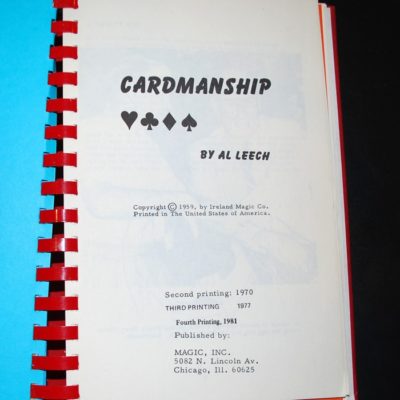 CARDMANSHIP
♥♣♦♠
BY AL LEECH
Copyright © 1959, by Ireland Magic Co.
Printed in The United States of America.
Second printing: 1970
THIRD PRINTING 1977
Fourth Printing, 1981
Published by:
MAGIC, INC.
5082 N. Lincoln Av.
Chicago, Ill. 60625